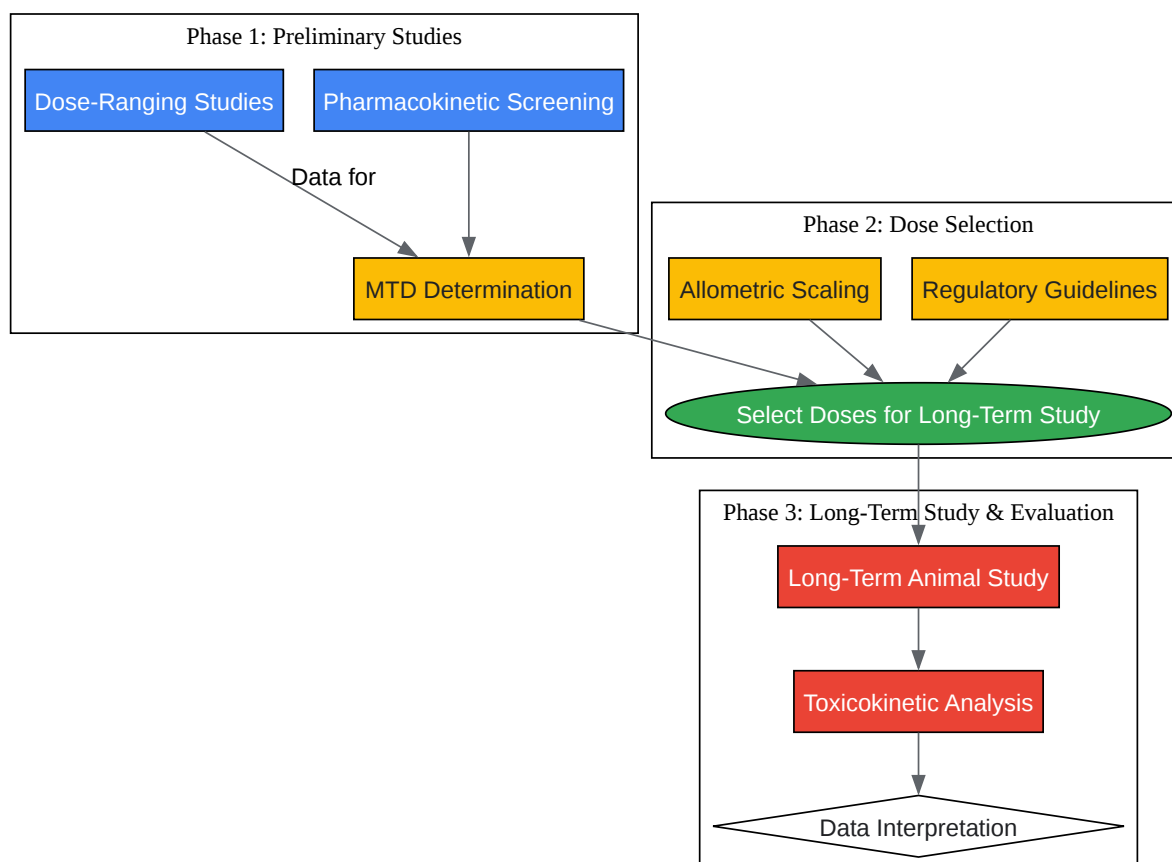 Phase 1: Preliminary Studies
Dose-Ranging Studies
Pharmacokinetic Screening
Data for
MTD Determination
Phase 2: Dose Selection
Allometric Scaling
Regulatory Guidelines
Select Doses for Long-Term Study
Phase 3: Long-Term Study & Evaluation
Long-Term Animal Study
Toxicokinetic Analysis
Data Interpretation